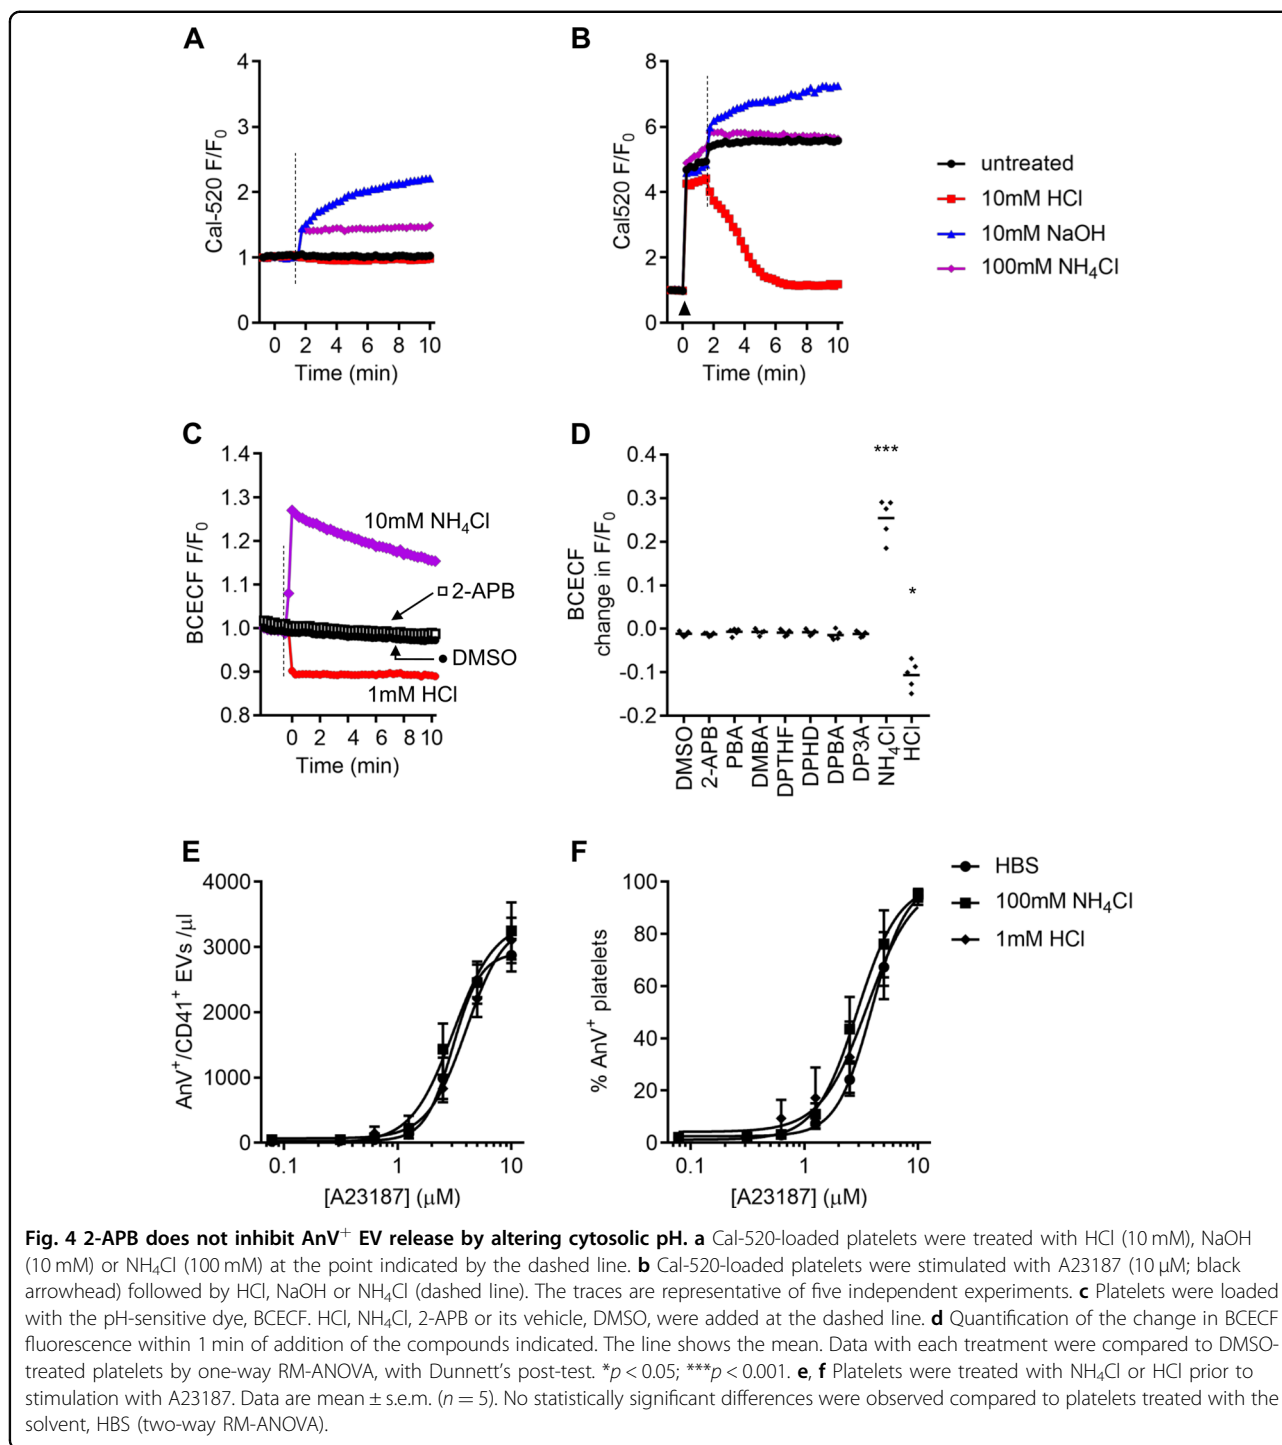 A
4
3
2
1
0
Cal-520 F/F₀
0 2 4 6 8 10
Time (min)
B
8
6
4
2
0
Cal520 F/F₀
0 2 4 6 8 10
Time (min)
untreated
10mM HCl
10mM NaOH
100mM NH₄Cl
C
1.4
1.3
1.2
1.1
1.0
0.9
0.8
BCECF F/F₀
10mM NH₄Cl
2-APB
DMSO
1mM HCl
0 2 4 6 8 10
Time (min)
D
0.4
0.3
0.2
0.1
0.0
-0.1
-0.2
BCECF
change in F/F₀
***
*
DMSO
2-APB
PBA
DMBA
DPTHF
DPHD
DPBA
DP3A
NH₄Cl
HCl
E
4000
3000
2000
1000
0
AnV⁺/CD41⁺ EVs /µl
0.1 1 10
[A23187] (µM)
F
100
80
60
40
20
0
% AnV⁺ platelets
0.1 1 10
[A23187] (µM)
HBS
100mM NH₄Cl
1mM HCl
Fig. 4 2-APB does not inhibit AnV⁺ EV release by altering cytosolic pH. a Cal-520-loaded platelets were treated with HCl (10 mM), NaOH
(10 mM) or NH₄Cl (100 mM) at the point indicated by the dashed line. b Cal-520-loaded platelets were stimulated with A23187 (10 µM; black
arrowhead) followed by HCl, NaOH or NH₄Cl (dashed line). The traces are representative of five independent experiments. c Platelets were loaded
with the pH-sensitive dye, BCECF. HCl, NH₄Cl, 2-APB or its vehicle, DMSO, were added at the dashed line. d Quantification of the change in BCECF
fluorescence within 1 min of addition of the compounds indicated. The line shows the mean. Data with each treatment were compared to DMSO-
treated platelets by one-way RM-ANOVA, with Dunnett's post-test. *p < 0.05; ***p < 0.001. e, f Platelets were treated with NH₄Cl or HCl prior to
stimulation with A23187. Data are mean ± s.e.m. (n = 5). No statistically significant differences were observed compared to platelets treated with the
solvent, HBS (two-way RM-ANOVA).